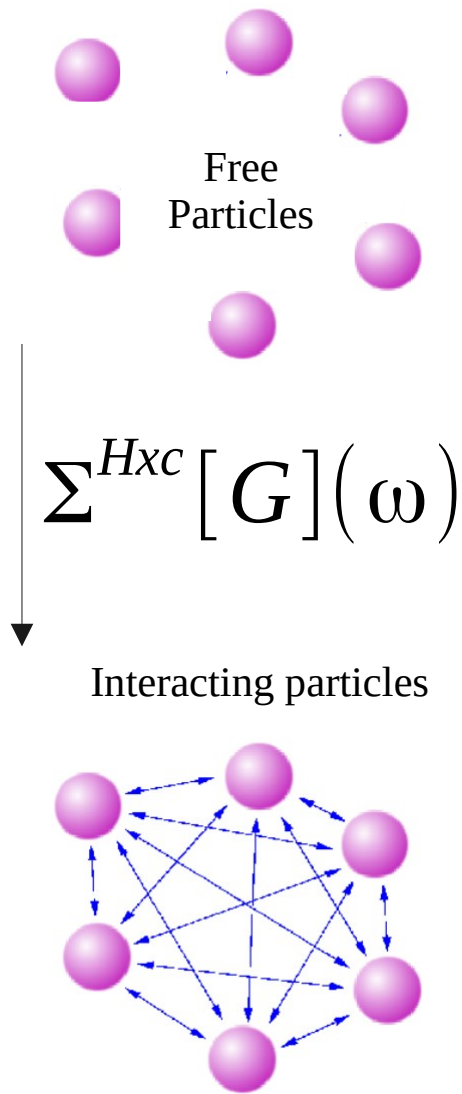 Free
Particles
Σ^{Hxc}[G](ω)
Interacting particles